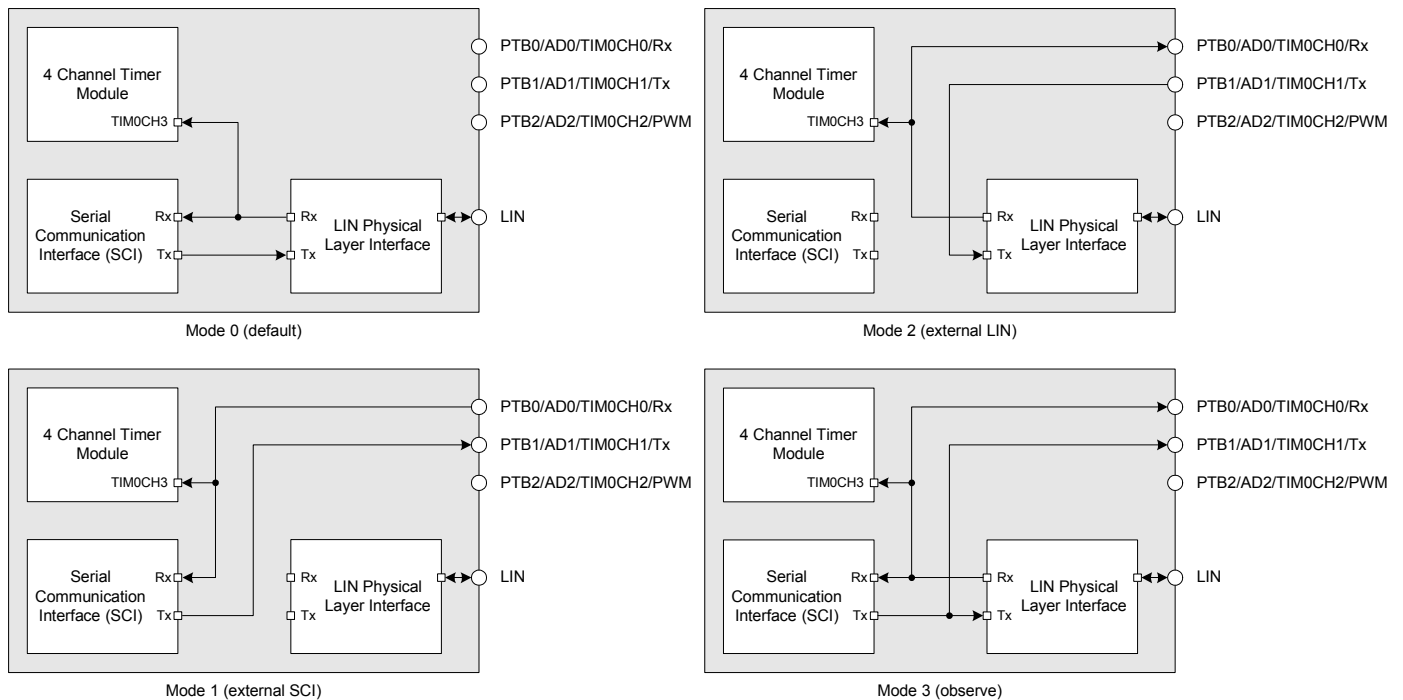 4 Channel Timer
Module
TIM0CH3
Serial
Communication
Interface (SCI)
Rx
Tx
Rx
Tx
LIN Physical
Layer Interface
PTB0/AD0/TIM0CH0/Rx
PTB1/AD1/TIM0CH1/Tx
PTB2/AD2/TIM0CH2/PWM
LIN
Mode 0 (default)
4 Channel Timer
Module
TIM0CH3
Serial
Communication
Interface (SCI)
Rx
Tx
Rx
Tx
LIN Physical
Layer Interface
PTB0/AD0/TIM0CH0/Rx
PTB1/AD1/TIM0CH1/Tx
PTB2/AD2/TIM0CH2/PWM
LIN
Mode 2 (external LIN)
4 Channel Timer
Module
TIM0CH3
Serial
Communication
Interface (SCI)
Rx
Tx
Rx
Tx
LIN Physical
Layer Interface
PTB0/AD0/TIM0CH0/Rx
PTB1/AD1/TIM0CH1/Tx
PTB2/AD2/TIM0CH2/PWM
LIN
Mode 1 (external SCI)
4 Channel Timer
Module
TIM0CH3
Serial
Communication
Interface (SCI)
Rx
Tx
Rx
Tx
LIN Physical
Layer Interface
PTB0/AD0/TIM0CH0/Rx
PTB1/AD1/TIM0CH1/Tx
PTB2/AD2/TIM0CH2/PWM
LIN
Mode 3 (observe)